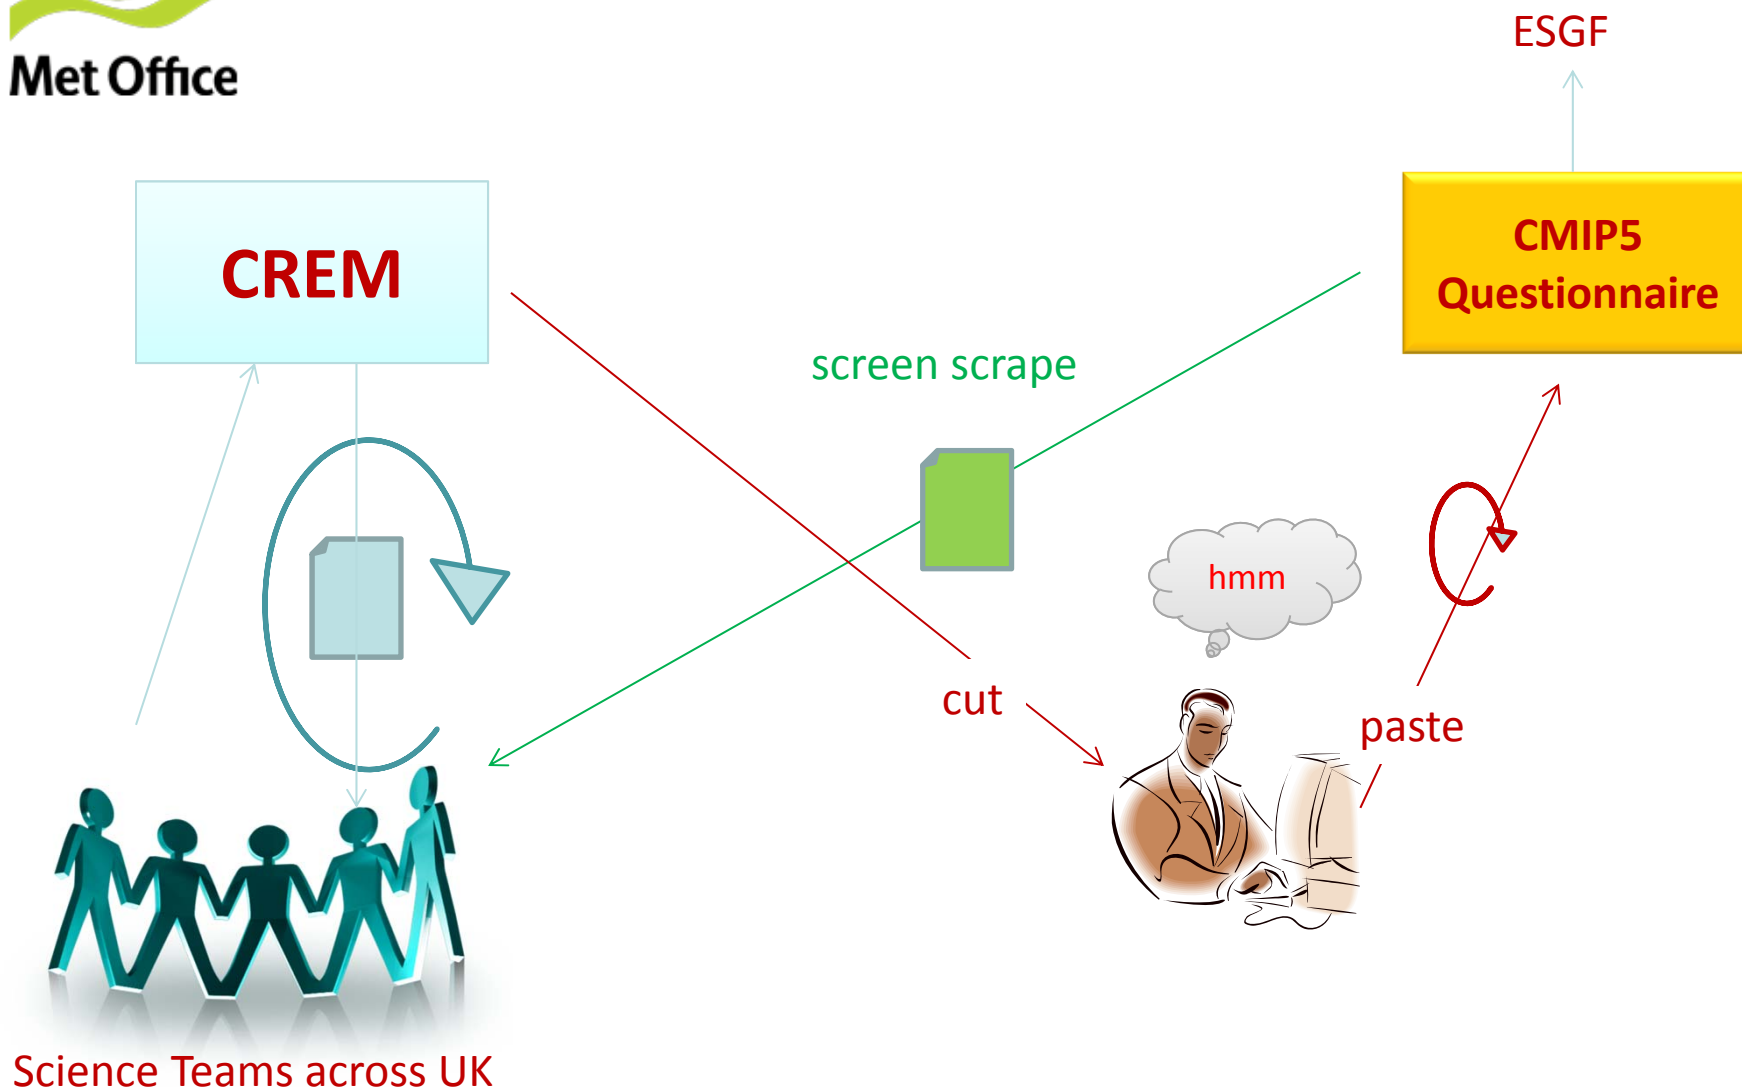 ESGF
Met Office
CMIP5
Questionnaire
CREM
screen scrape
hmm
cut
paste
Science Teams across UK